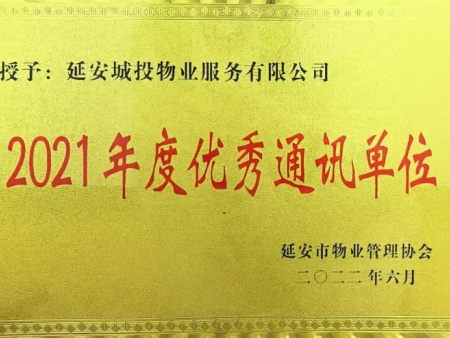 授予：延安城投物业服务有限公司
2021年度优秀通讯单位
延安市物业管理协会
二〇二二年六月